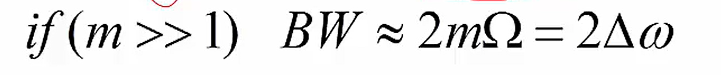 if (m >> 1) BW ≈ 2mΩ = 2Δω